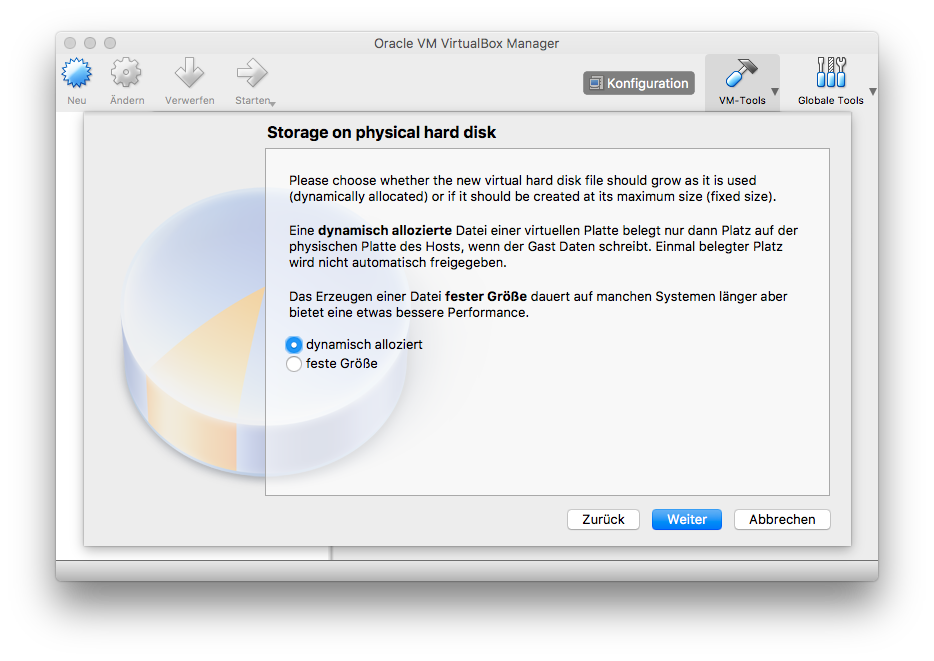 Oracle VM VirtualBox Manager
Neu
Ändern
Verwerfen
Starten
Konfiguration
VM-Tools
Globale Tools
Storage on physical hard disk
Please choose whether the new virtual hard disk file should grow as it is used
(dynamically allocated) or if it should be created at its maximum size (fixed size).
Eine dynamisch allozierte Datei einer virtuellen Platte belegt nur dann Platz auf der
physischen Platte des Hosts, wenn der Gast Daten schreibt. Einmal belegter Platz
wird nicht automatisch freigegeben.
Das Erzeugen einer Datei fester Größe dauert auf manchen Systemen länger aber
bietet eine etwas bessere Performance.
dynamisch alloziert
feste Größe
Zurück
Weiter
Abbrechen